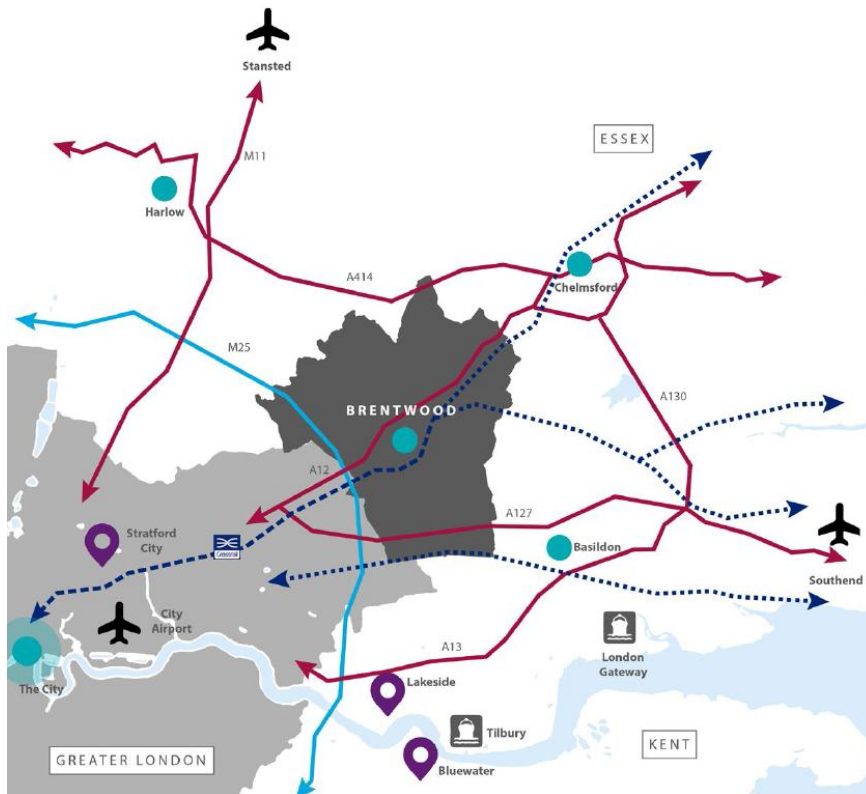 Stansted
ESSEX
M11
Harlow
A414
Chelmsford
M25
A130
BRENTWOOD
A12
Stratford
City
Crossrail
A127
Basildon
Southend
City
Airport
London
Gateway
The City
A13
Lakeside
Tilbury
KENT
GREATER LONDON
Bluewater